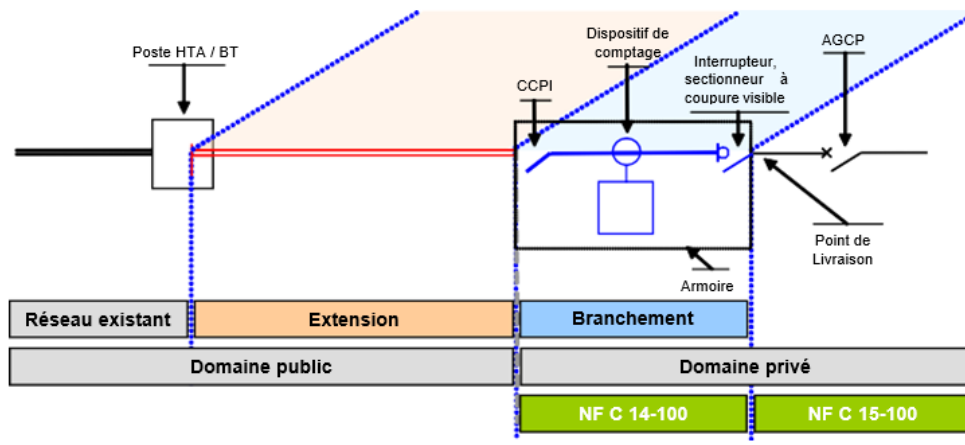 Poste HTA / BT
CCPI
Dispositif de
comptage
Interrupteur,
sectionneur à
coupure visible
AGCP
Point de
Livraison
Armoire
Réseau existant
Extension
Branchement
Domaine public
Domaine privé
NF C 14-100
NF C 15-100